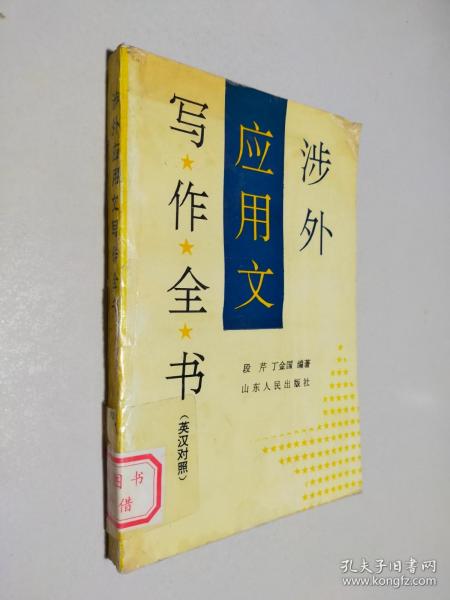 涉外
应用文
写作全书
(英汉对照)
段芹 丁金国 编著
山东人民出版社
涉外应用文写作全书
图书
借
孔夫子旧书网
www.kongfz.com